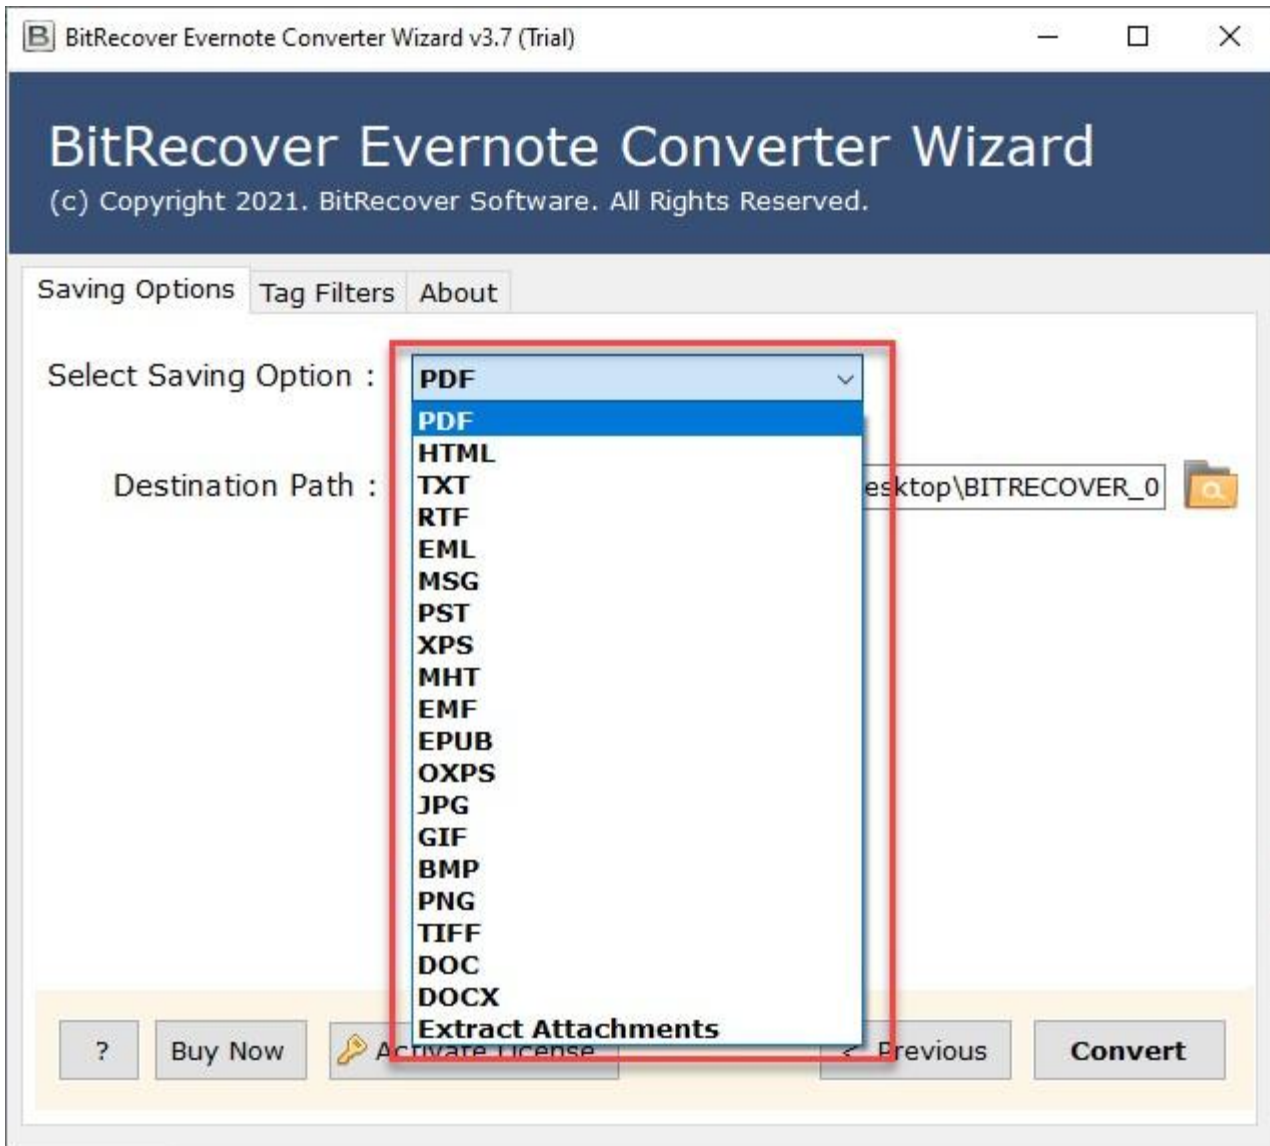 BitRecover Evernote Converter Wizard v3.7 (Trial)
BitRecover Evernote Converter Wizard
(c) Copyright 2021. BitRecover Software. All Rights Reserved.
Saving Options Tag Filters About
Select Saving Option : PDF
PDF
HTML
Destination Path : TXT esktop\BITRECOVER_0
RTF
EML
MSG
PST
XPS
MHT
EMF
EPUB
OXPS
JPG
GIF
BMP
PNG
TIFF
DOC
DOCX
Extract Attachments
? Buy Now Activate License < Previous Convert